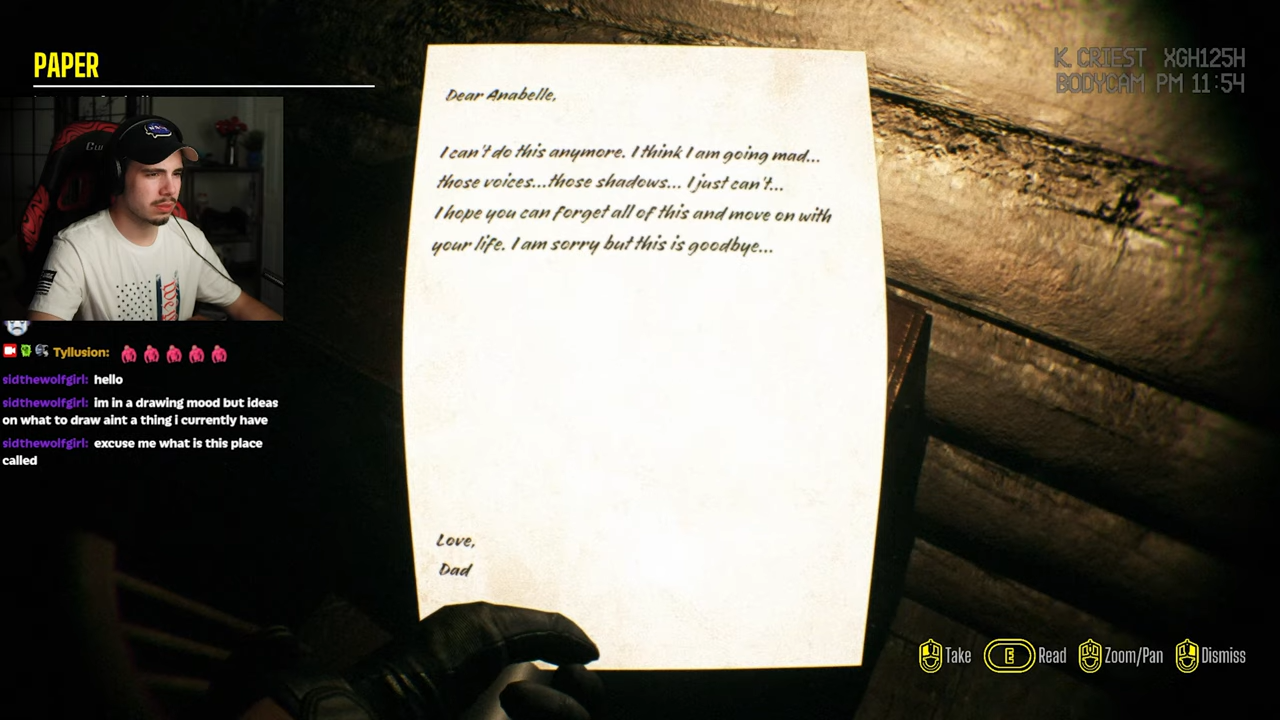 PAPER
K. CRIEST XGH125H
BODYCAM PM 11:54
Dear Anabelle,
I can't do this anymore. I think I am going mad...
those voices...those shadows... I just can't...
I hope you can forget all of this and move on with
your life. I am sorry but this is goodbye...
Love,
Dad
Tyllusion:
sidthewolfgirl: hello
sidthewolfgirl: im in a drawing mood but ideas
on what to draw aint a thing i currently have
sidthewolfgirl: excuse me what is this place
called
Take
E Read
Zoom/Pan
Dismiss